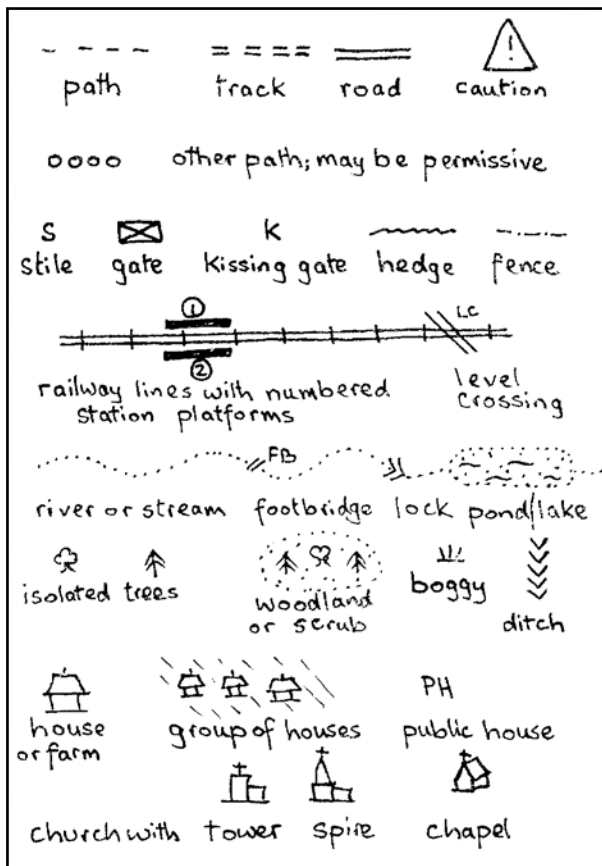 !
path track road caution
other path; may be permissive
S K
stile gate kissing gate hedge fence
1
LC
2
railway lines with numbered
station platforms
level
crossing
FB
river or stream footbridge lock pond/lake
isolated trees woodland
or scrub
boggy
ditch
PH
house
or farm
group of houses public house
church with tower spire chapel